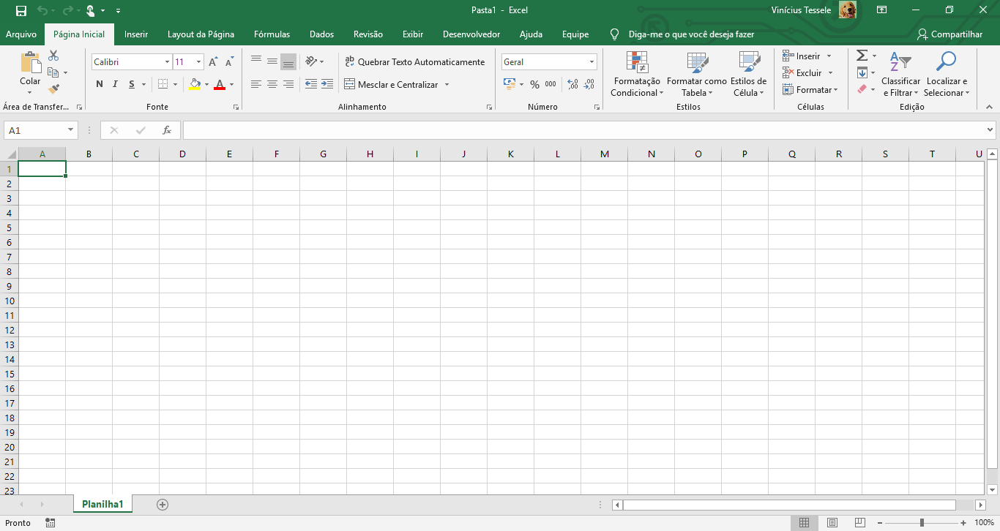 Pasta1 - Excel
Vinícius Tessele
Arquivo Página Inicial Inserir Layout da Página Fórmulas Dados Revisão Exibir Desenvolvedor Ajuda Equipe Diga-me o que você deseja fazer Compartilhar
Colar
Área de Transfer...
Calibri 11
N I S
Fonte
ab Quebrar Texto Automaticamente
Mesclar e Centralizar
Alinhamento
Geral
% 000 ,00 ,00
Número
Formatação Condicional
Formatar como Tabela
Estilos de Célula
Estilos
Inserir
Excluir
Formatar
Células
Σ
Classificar e Filtrar
Localizar e Selecionar
Edição
A1
fx
A B C D E F G H I J K L M N O P Q R S T U
1
2
3
4
5
6
7
8
9
10
11
12
13
14
15
16
17
18
19
20
21
22
23
Planilha1
Pronto
100%